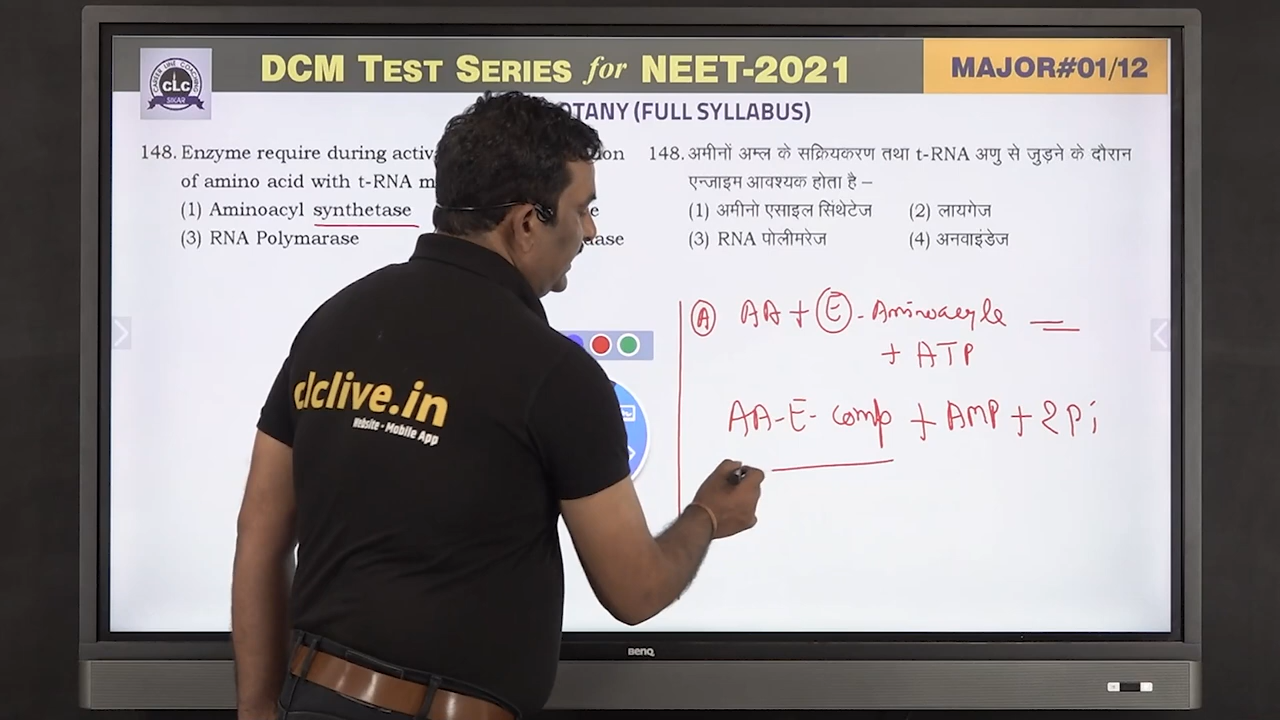 DCM TEST SERIES for NEET-2021
MAJOR#01/12
CLC
SIKAR
(FULL SYLLABUS)
148. Enzyme require during
of amino acid with t-RNA
(1) Aminoacyl synthetase
(3) RNA Polymarase
148. अमीनों अम्ल के सक्रियकरण तथा t-RNA अणु से जुड़ने के दौरान
एन्जाइम आवश्यक होता है –
(1) अमीनो एसाइल सिंथेटेज (2) लायगेज
(3) RNA पोलीमरेज (4) अनवाइंडेज
A AA + E - Aminoacyle
+ ATP
AA-E- comp + AMP + 2Pi
clclive.in
Website - Mobile App
BenQ